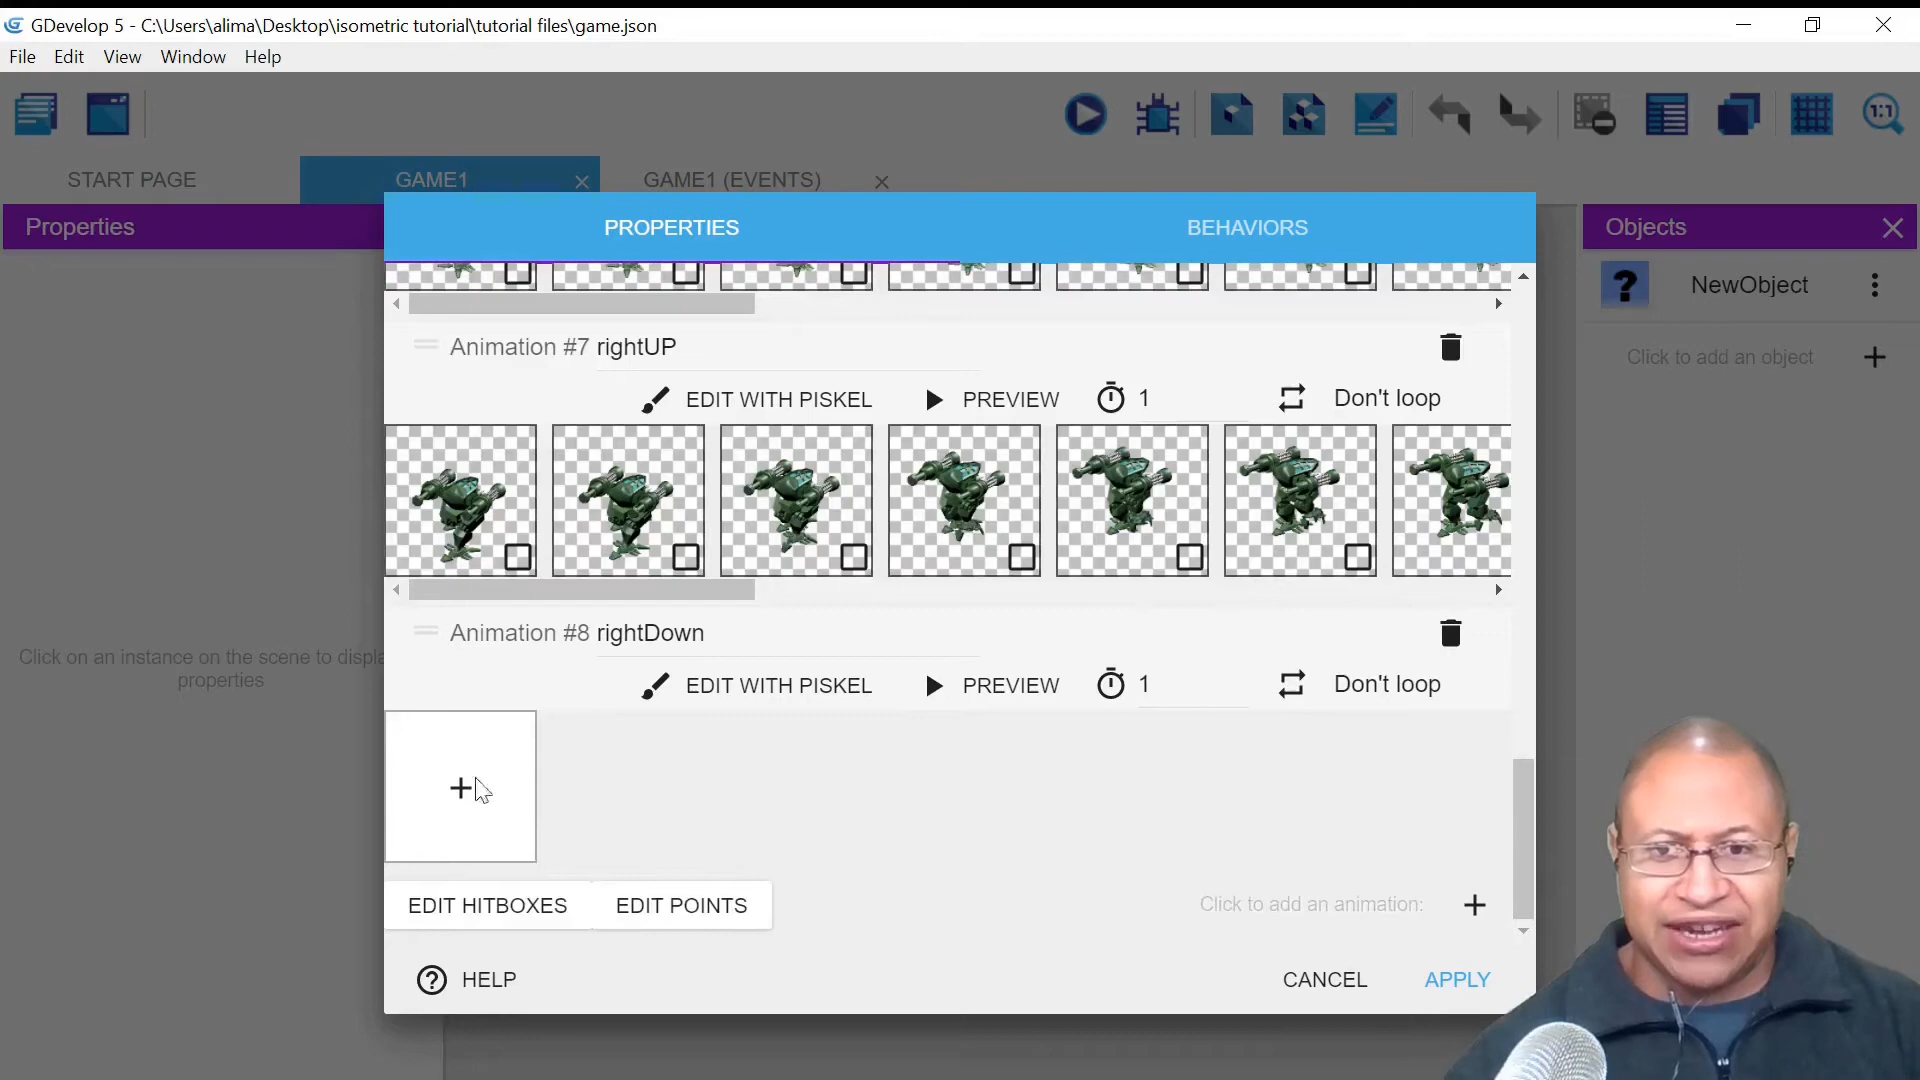 GDevelop 5 - C:\Users\alima\Desktop\isometric tutorial\tutorial files\game.json
File Edit View Window Help
1:1
START PAGE
GAME1
GAME1 (EVENTS)
Properties
PROPERTIES
BEHAVIORS
Objects
? NewObject
Click to add an object
Animation #7 rightUP
EDIT WITH PISKEL PREVIEW 1 Don't loop
Animation #8 rightDown
EDIT WITH PISKEL PREVIEW 1 Don't loop
Click on an instance on the scene to displa
properties
EDIT HITBOXES EDIT POINTS
Click to add an animation:
? HELP
CANCEL
APPLY